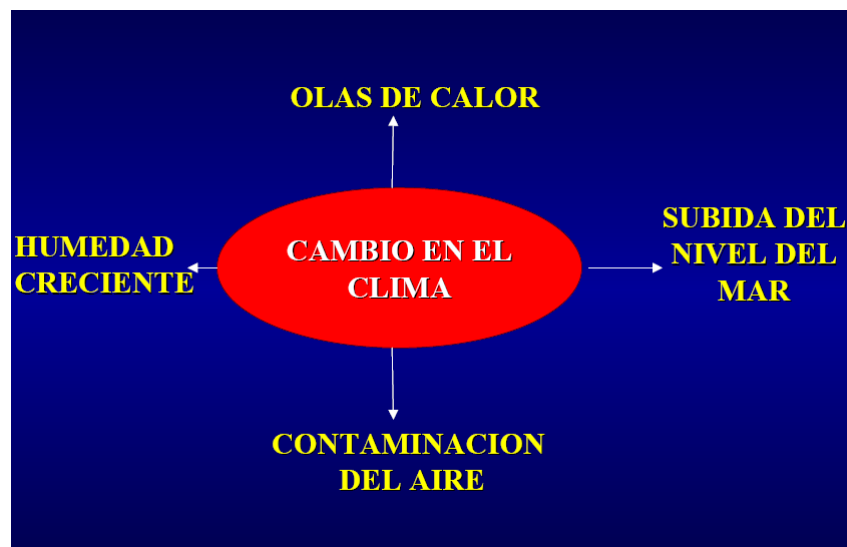 OLAS DE CALOR
HUMEDAD
CRECIENTE
CAMBIO EN EL
CLIMA
SUBIDA DEL
NIVEL DEL
MAR
CONTAMINACION
DEL AIRE